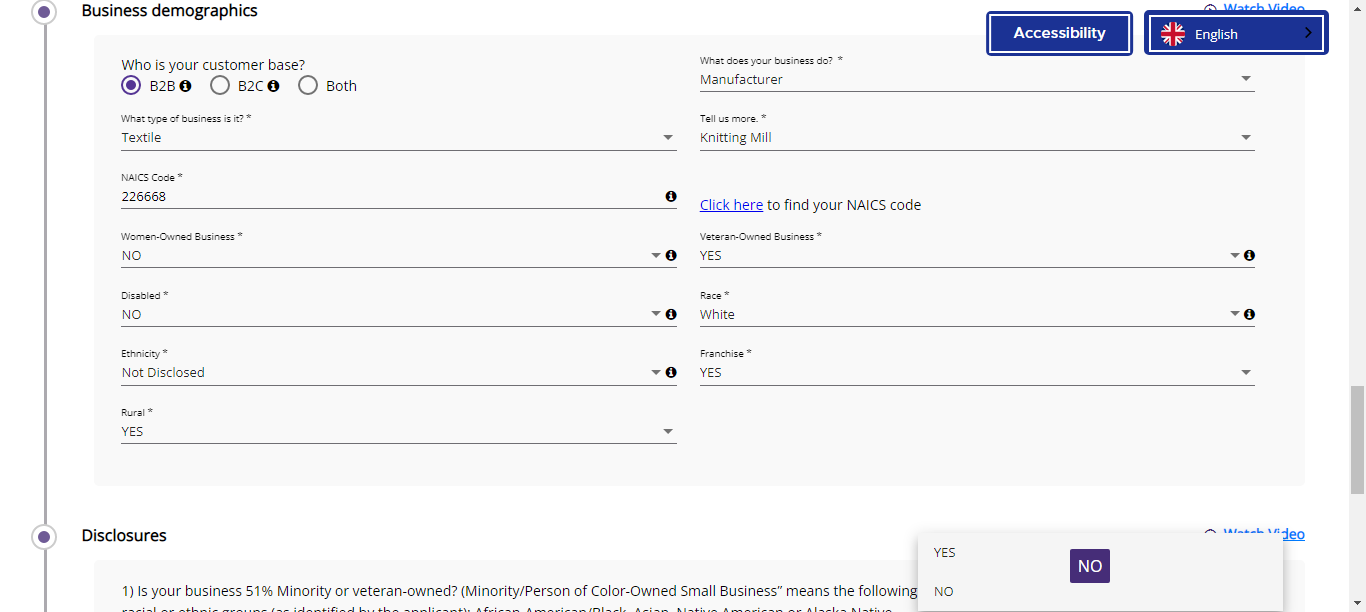 Business demographics
Watch Video
Accessibility
English
Who is your customer base?
B2B
B2C
Both
What does your business do? *
Manufacturer
What type of business is it? *
Textile
Tell us more. *
Knitting Mill
NAICS Code *
226668
Click here to find your NAICS code
Women-Owned Business *
NO
Veteran-Owned Business *
YES
Disabled *
NO
Race *
White
Ethnicity *
Not Disclosed
Franchise *
YES
Rural *
YES
Disclosures
Watch Video
YES
NO
NO
1) Is your business 51% Minority or veteran-owned? (Minority/Person of Color-Owned Small Business” means the following
racial or ethnic groups (as identified by the applicant): African American/Black, Asian, Native American or Alaska Native,